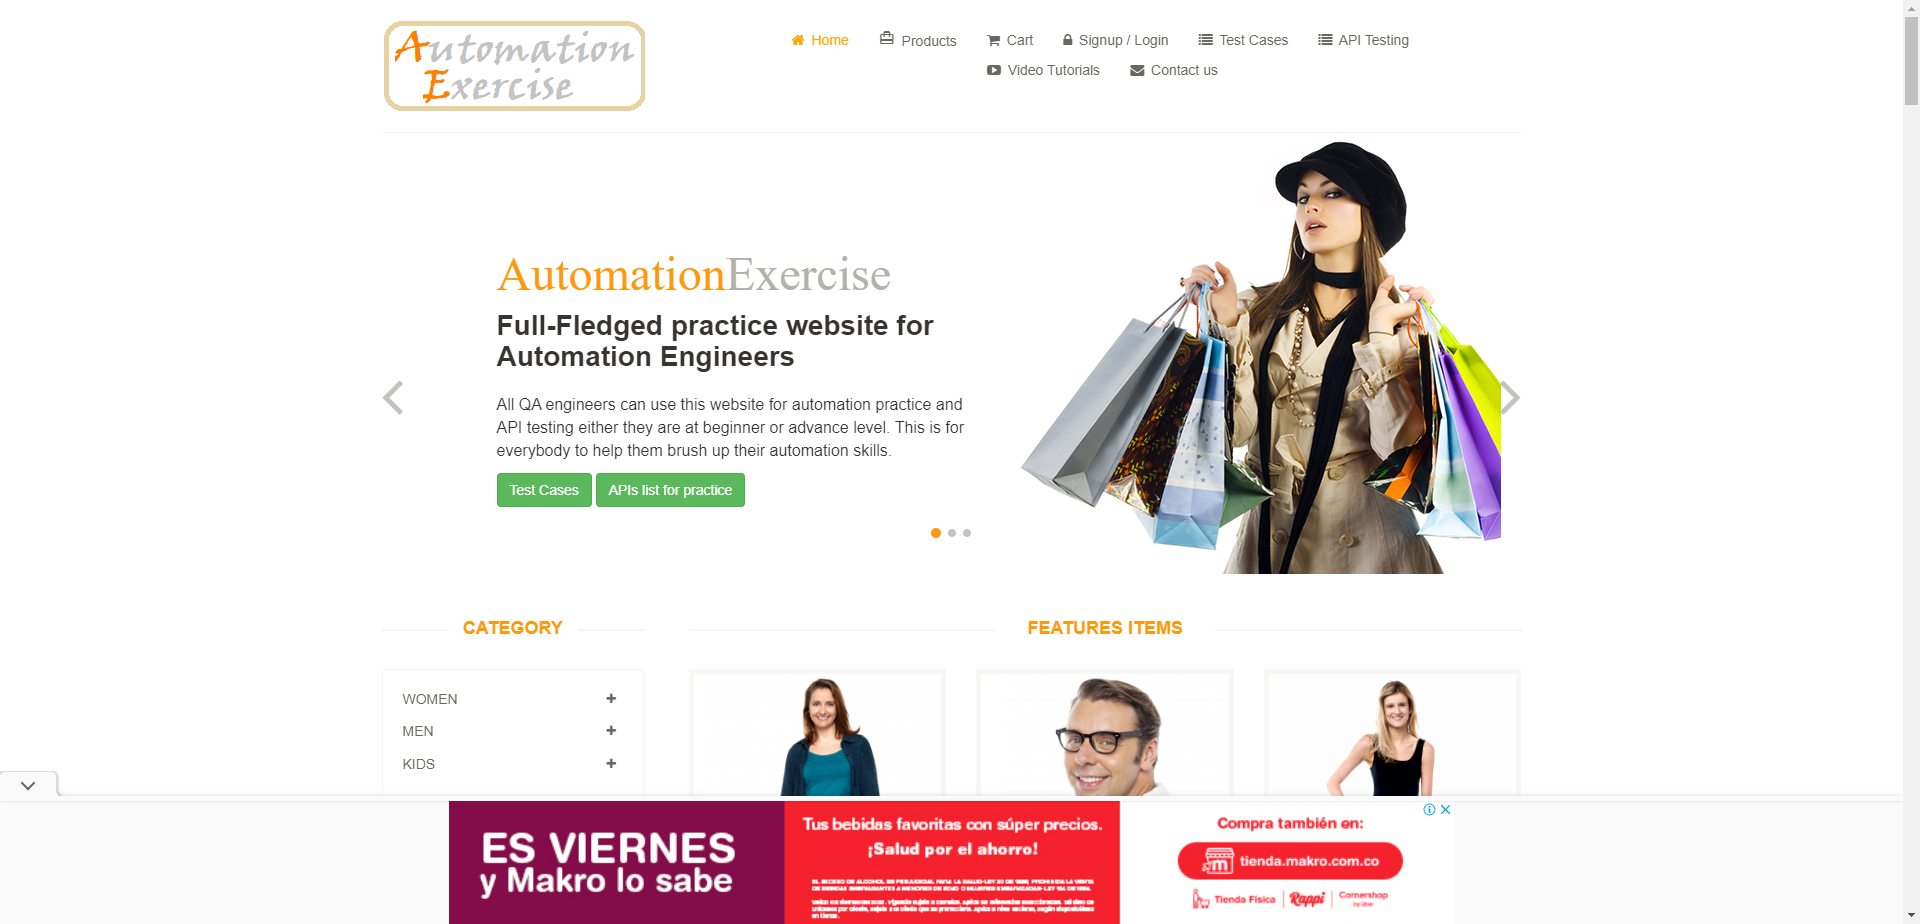 Automation
Exercise
Home
Products
Cart
Signup / Login
Test Cases
API Testing
Video Tutorials
Contact us
AutomationExercise
Full-Fledged practice website for
Automation Engineers
All QA engineers can use this website for automation practice and
API testing either they are at beginner or advance level. This is for
everybody to help them brush up their automation skills.
Test Cases
APIs list for practice
CATEGORY
FEATURES ITEMS
WOMEN
MEN
KIDS
ES VIERNES
y Makro lo sabe
Tus bebidas favoritas con súper precios.
¡Salud por el ahorro!
Compra también en:
tienda.makro.com.co
Tienda Física
Rappi
Cornershop
by Uber